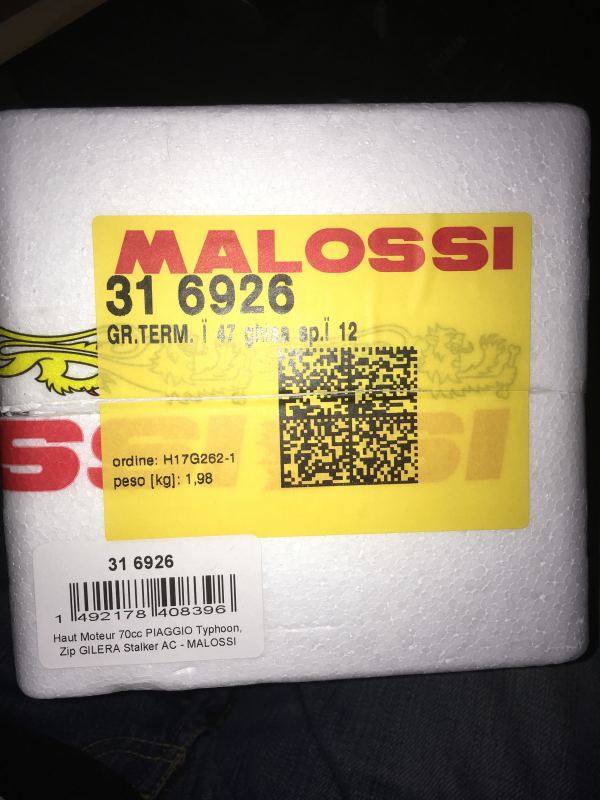 MALOSSI
31 6926
GR.TERM. Ï 47 ghisa sp.Ï 12
SSI
ordine: H17G262-1
peso [kg]: 1,98
31 6926
1 492178 408396
Haut Moteur 70cc PIAGGIO Typhoon,
Zip GILERA Stalker AC - MALOSSI